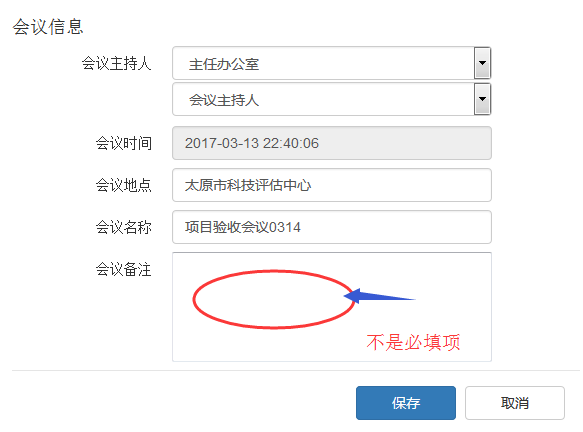 会议信息
会议主持人 主任办公室
会议主持人
会议时间 2017-03-13 22:40:06
会议地点 太原市科技评估中心
会议名称 项目验收会议0314
会议备注
不是必填项
保存 取消